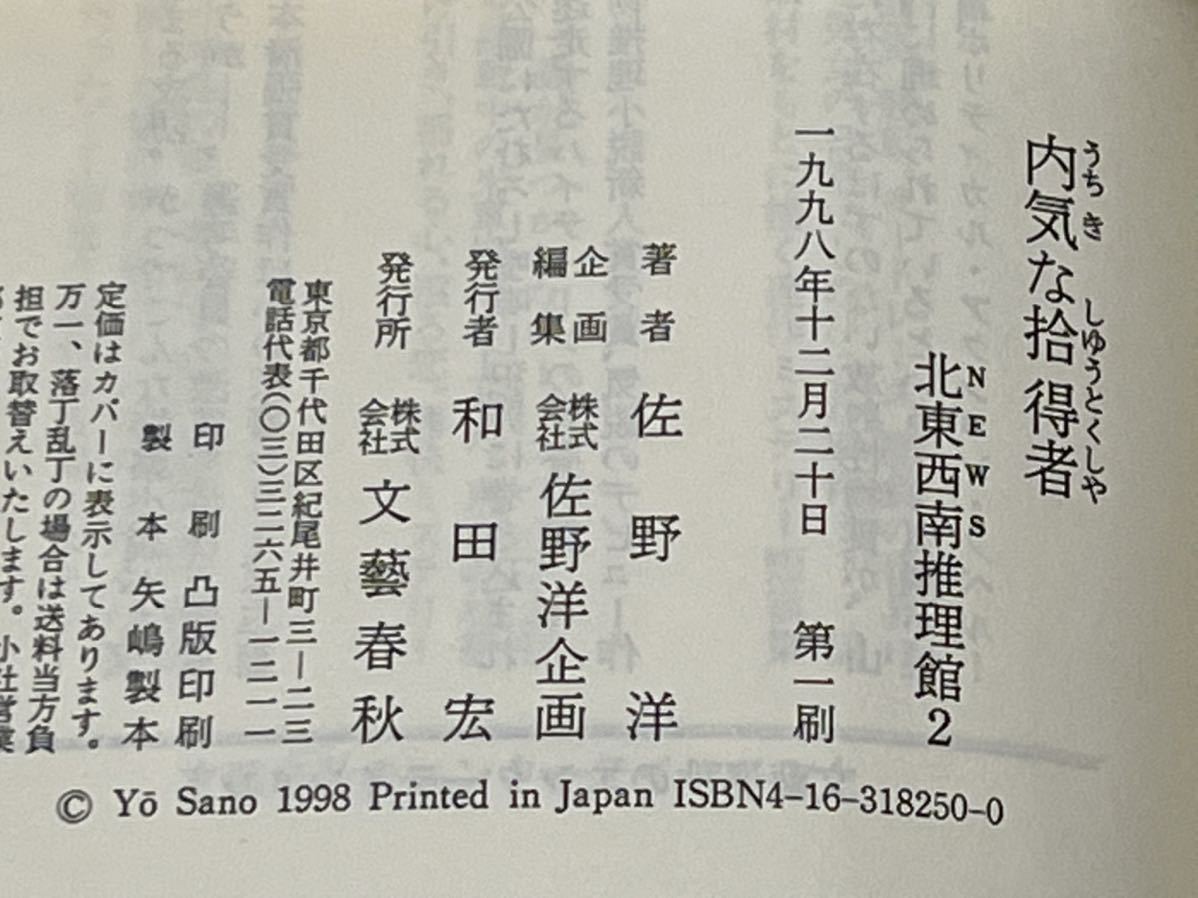 内気な拾得者
うちき しゆうとくしや
北東西南推理館2
NEWS
一九九八年十二月二十日 第一刷
著者 佐野 洋
企画
編集
株式会社 佐野洋企画
発行者 和田 宏
発行所 株式会社 文藝春秋
東京都千代田区紀尾井町三—二三
電話代表(〇三)三二六五—一二一一
印刷 凸版印刷
製本 矢嶋製本
定価はカバーに表示してあります。
万一、落丁乱丁の場合は送料当方負
担でお取替えいたします。小社営業
© Yō Sano 1998 Printed in Japan ISBN4-16-318250-0